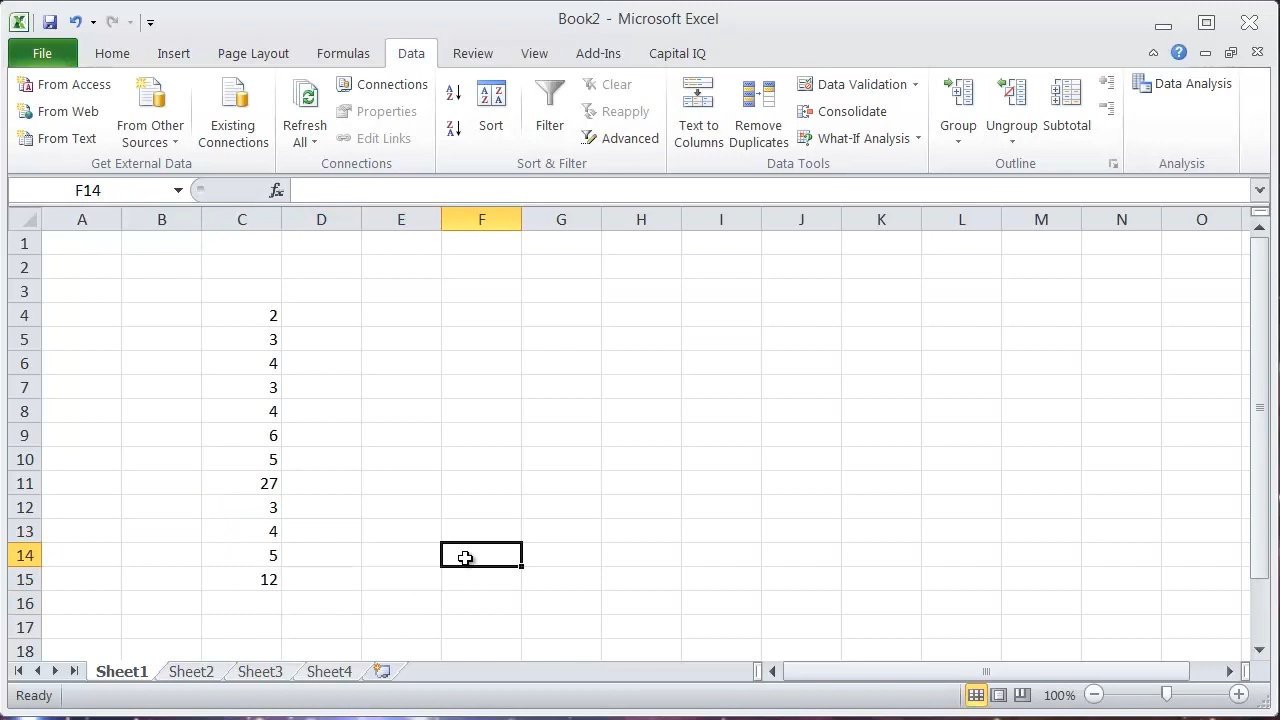 Book2 - Microsoft Excel
File Home Insert Page Layout Formulas Data Review View Add-Ins Capital IQ
From Access
From Web
From Text
From Other Sources
Get External Data
Existing Connections
Refresh All
Connection
Properties
Edit Links
Connections
Sort
Filter
Clear
Reapply
Advanced
Sort & Filter
Text to Columns
Remove Duplicates
Data Validation
Consolidate
What-If Analysis
Data Tools
Group
Ungroup
Subtotal
Outline
Data Analysis
Analysis
F14 fx
A B C D E F G H I J K L M N O
1
2
3
4 2
5 3
6 4
7 3
8 4
9 6
10 5
11 27
12 3
13 4
14 5
15 12
16
17
18
Sheet1 Sheet2 Sheet3 Sheet4
Ready 100%